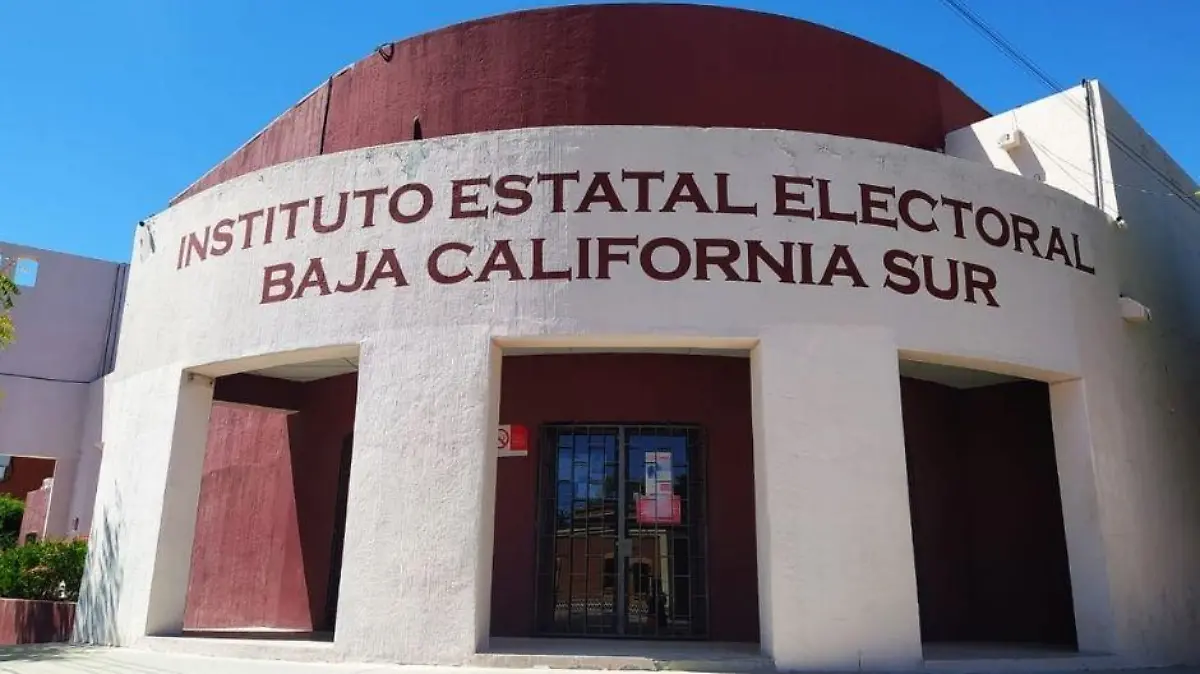 INSTITUTO ESTATAL ELECTORAL
BAJA CALIFORNIA SUR